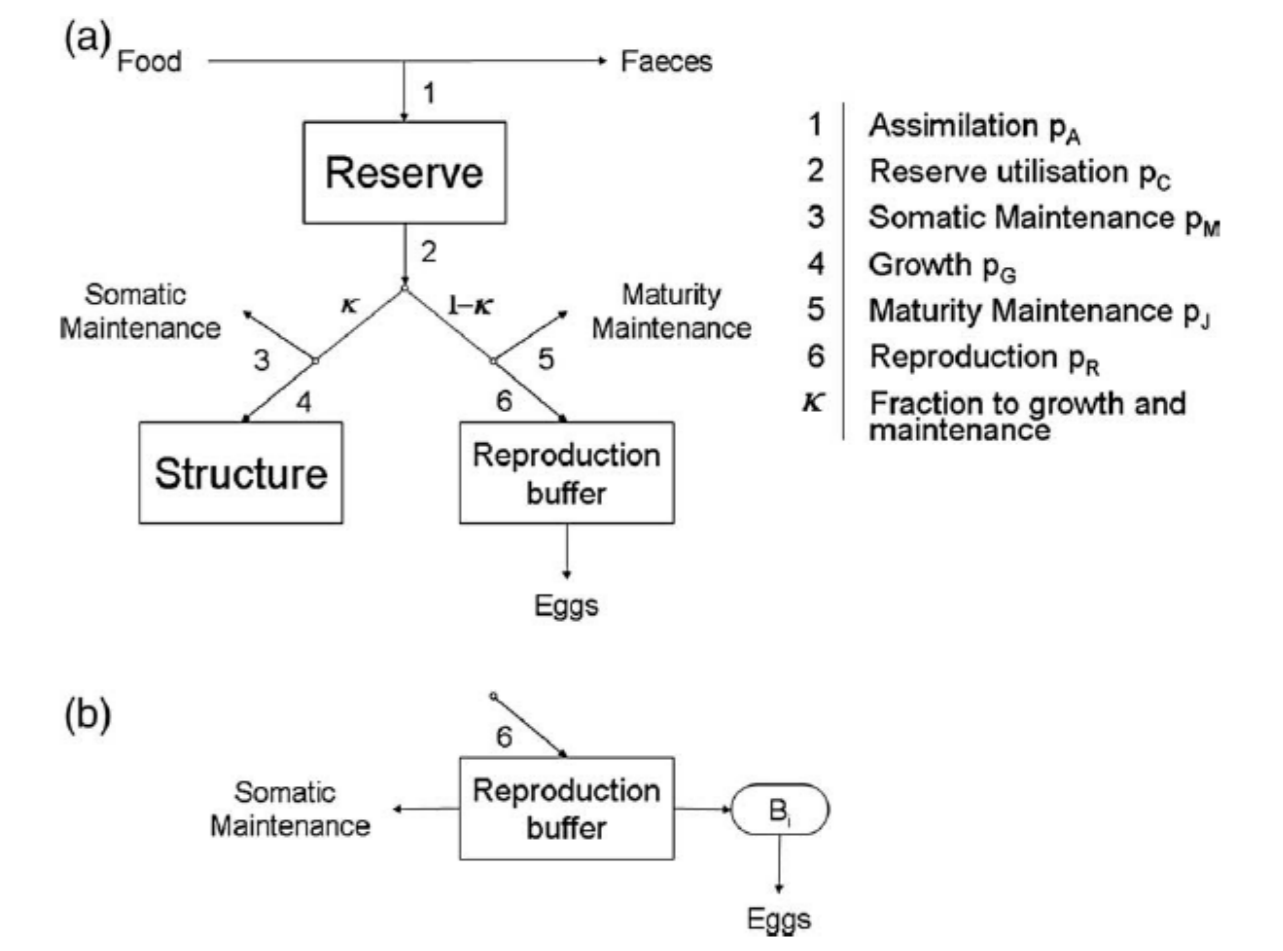 (a)
Food
Faeces
1
Reserve
2
κ
1–κ
Somatic
Maintenance
Maturity
Maintenance
3
5
4
6
Structure
Reproduction
buffer
Eggs
1 Assimilation pA
2 Reserve utilisation pC
3 Somatic Maintenance pM
4 Growth pG
5 Maturity Maintenance pJ
6 Reproduction pR
κ Fraction to growth and
maintenance
(b)
6
Somatic
Maintenance
Reproduction
buffer
Bi
Eggs